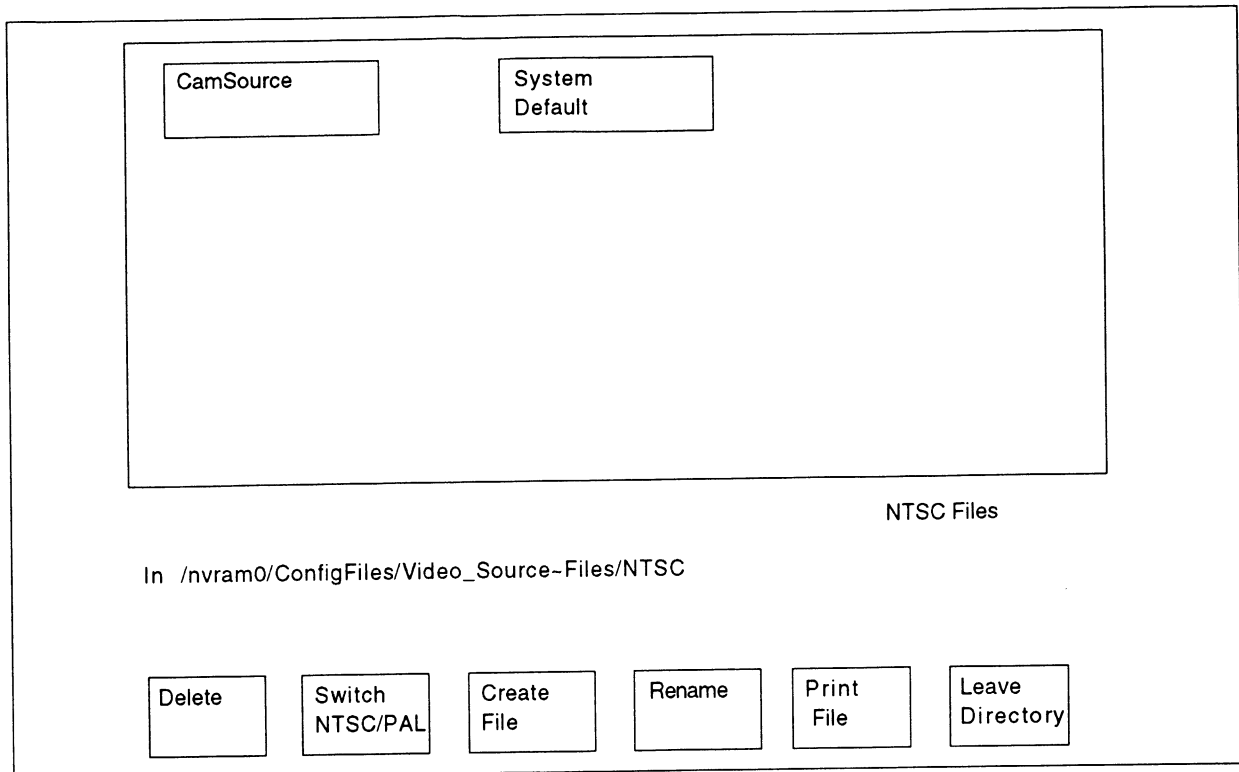 CamSource
System
Default
NTSC Files
In /nvram0/ConfigFiles/Video_Source~Files/NTSC
Delete
Switch
NTSC/PAL
Create
File
Rename
Print
File
Leave
Directory